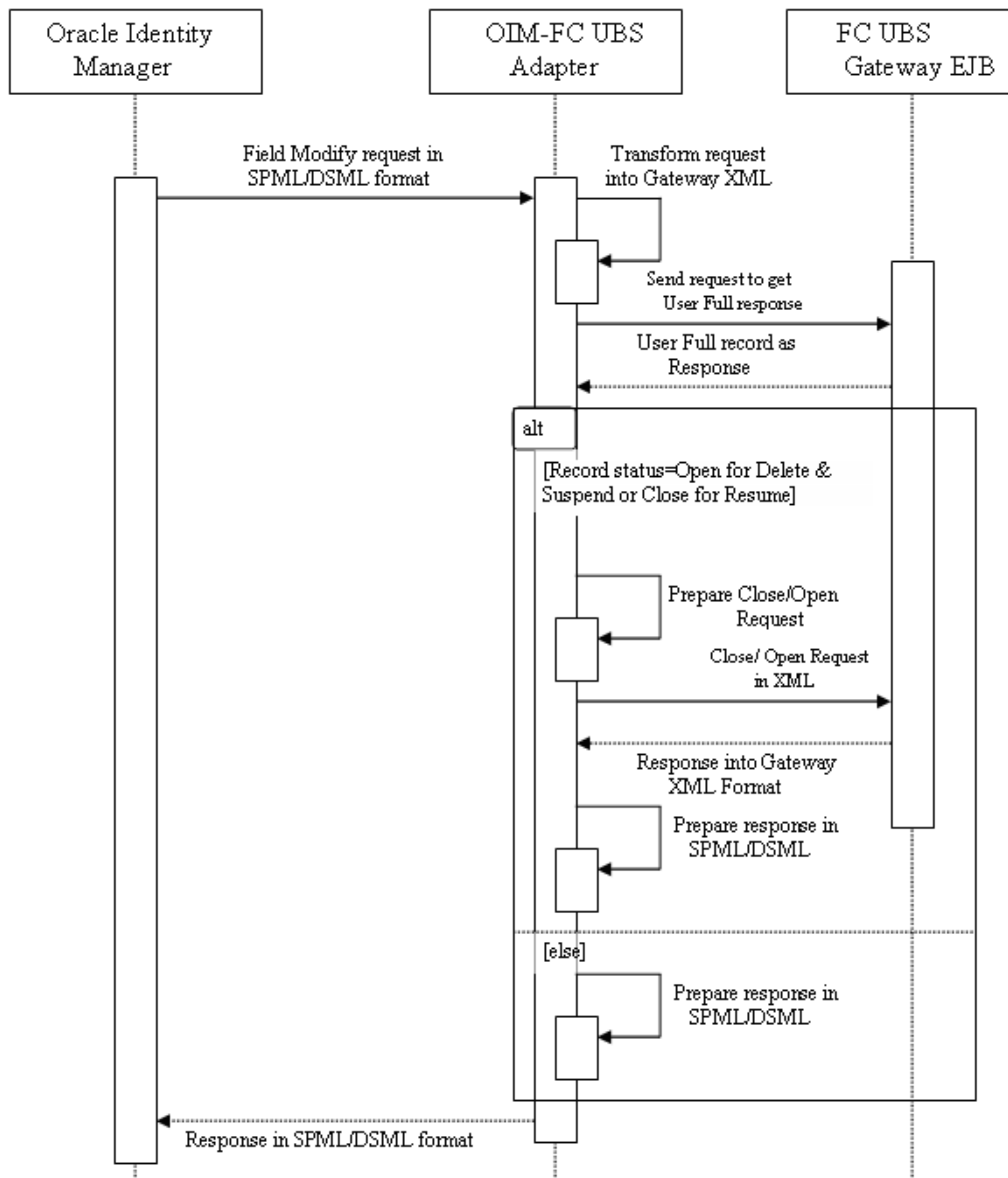 Oracle Identity
Manager
OIM-FC UBS
Adapter
FC UBS
Gateway EJB
Field Modify request in
SPML/DSML format
Transform request
into Gateway XML
Send request to get
User Full response
User Full record as
Response
alt
[Record status=Open for Delete &
Suspend or Close for Resume]
Prepare Close/Open
Request
Close/ Open Request
in XML
Response into Gateway
XML Format
Prepare response in
SPML/DSML
[else]
Prepare response in
SPML/DSML
Response in SPML/DSML format